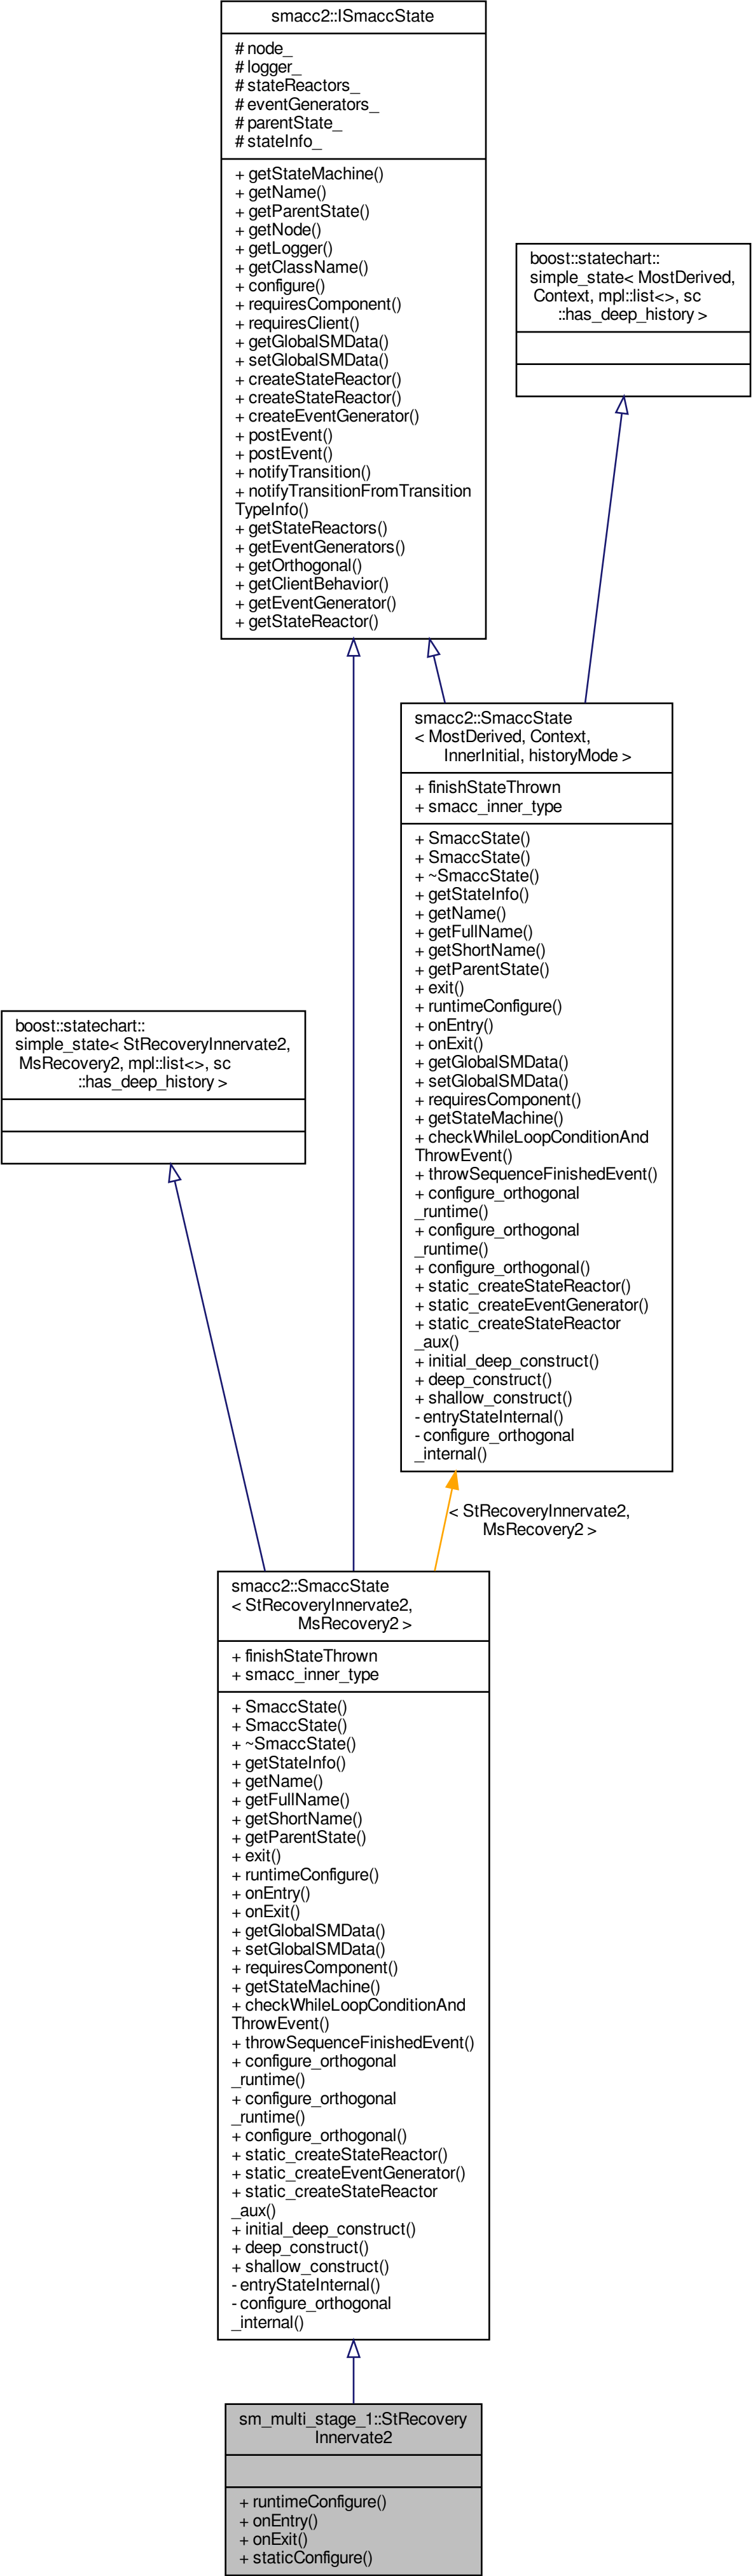 smacc2::ISmaccState
# node_
# logger_
# stateReactors_
# eventGenerators_
# parentState_
# stateInfo_
+ getStateMachine()
+ getName()
+ getParentState()
+ getNode()
+ getLogger()
+ getClassName()
+ configure()
+ requiresComponent()
+ requiresClient()
+ getGlobalSMData()
+ setGlobalSMData()
+ createStateReactor()
+ createStateReactor()
+ createEventGenerator()
+ postEvent()
+ postEvent()
+ notifyTransition()
+ notifyTransitionFromTransition
TypeInfo()
+ getStateReactors()
+ getEventGenerators()
+ getOrthogonal()
+ getClientBehavior()
+ getEventGenerator()
+ getStateReactor()
boost::statechart::
simple_state< MostDerived,
Context, mpl::list<>, sc
::has_deep_history >
smacc2::SmaccState
< MostDerived, Context,
InnerInitial, historyMode >
+ finishStateThrown
+ smacc_inner_type
+ SmaccState()
+ SmaccState()
+ ~SmaccState()
+ getStateInfo()
+ getName()
+ getFullName()
+ getShortName()
+ getParentState()
+ exit()
+ runtimeConfigure()
+ onEntry()
+ onExit()
+ getGlobalSMData()
+ setGlobalSMData()
+ requiresComponent()
+ getStateMachine()
+ checkWhileLoopConditionAnd
ThrowEvent()
+ throwSequenceFinishedEvent()
+ configure_orthogonal
_runtime()
+ configure_orthogonal
_runtime()
+ configure_orthogonal()
+ static_createStateReactor()
+ static_createEventGenerator()
+ static_createStateReactor
_aux()
+ initial_deep_construct()
+ deep_construct()
+ shallow_construct()
- entryStateInternal()
- configure_orthogonal
_internal()
boost::statechart::
simple_state< StRecoveryInnervate2,
MsRecovery2, mpl::list<>, sc
::has_deep_history >
< StRecoveryInnervate2,
MsRecovery2 >
smacc2::SmaccState
< StRecoveryInnervate2,
MsRecovery2 >
+ finishStateThrown
+ smacc_inner_type
+ SmaccState()
+ SmaccState()
+ ~SmaccState()
+ getStateInfo()
+ getName()
+ getFullName()
+ getShortName()
+ getParentState()
+ exit()
+ runtimeConfigure()
+ onEntry()
+ onExit()
+ getGlobalSMData()
+ setGlobalSMData()
+ requiresComponent()
+ getStateMachine()
+ checkWhileLoopConditionAnd
ThrowEvent()
+ throwSequenceFinishedEvent()
+ configure_orthogonal
_runtime()
+ configure_orthogonal
_runtime()
+ configure_orthogonal()
+ static_createStateReactor()
+ static_createEventGenerator()
+ static_createStateReactor
_aux()
+ initial_deep_construct()
+ deep_construct()
+ shallow_construct()
- entryStateInternal()
- configure_orthogonal
_internal()
sm_multi_stage_1::StRecovery
Innervate2
+ runtimeConfigure()
+ onEntry()
+ onExit()
+ staticConfigure()